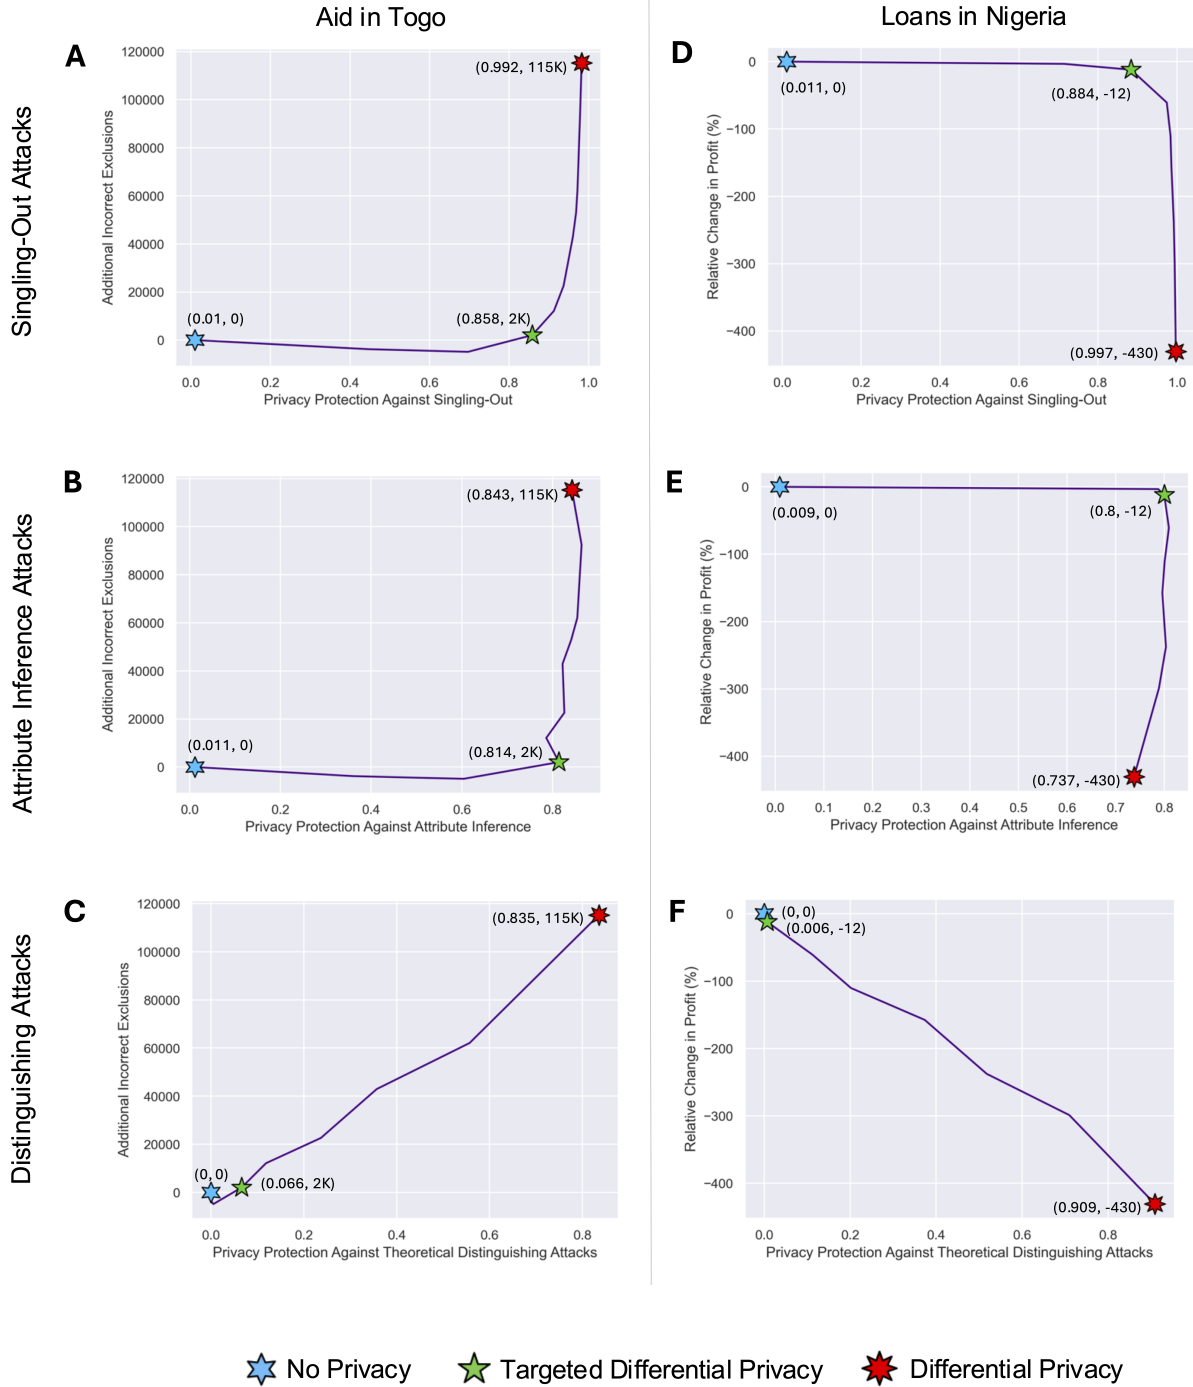 Aid in Togo
Loans in Nigeria
Singling-Out Attacks
A
Additional Incorrect Exclusions
120000
100000
80000
60000
40000
20000
0
(0.992, 115K)
(0.01, 0)
(0.858, 2K)
0.0 0.2 0.4 0.6 0.8 1.0
Privacy Protection Against Singling-Out
D
Relative Change in Profit (%)
0
−100
−200
−300
−400
(0.011, 0)
(0.884, -12)
(0.997, -430)
0.0 0.2 0.4 0.6 0.8 1.0
Privacy Protection Against Singling-Out
Attribute Inference Attacks
B
Additional Incorrect Exclusions
120000
100000
80000
60000
40000
20000
0
(0.843, 115K)
(0.011, 0)
(0.814, 2K)
0.0 0.2 0.4 0.6 0.8
Privacy Protection Against Attribute Inference
E
Relative Change in Profit (%)
0
−100
−200
−300
−400
(0.009, 0)
(0.8, -12)
(0.737, -430)
0.0 0.1 0.2 0.3 0.4 0.5 0.6 0.7 0.8
Privacy Protection Against Attribute Inference
Distinguishing Attacks
C
Additional Incorrect Exclusions
120000
100000
80000
60000
40000
20000
0
(0.835, 115K)
(0,0)
(0.066, 2K)
0.0 0.2 0.4 0.6 0.8
Privacy Protection Against Theoretical Distinguishing Attacks
F
Relative Change in Profit (%)
0
−100
−200
−300
−400
(0,0)
(0.006, -12)
(0.909, -430)
0.0 0.2 0.4 0.6 0.8
Privacy Protection Against Theoretical Distinguishing Attacks
No Privacy
Targeted Differential Privacy
Differential Privacy